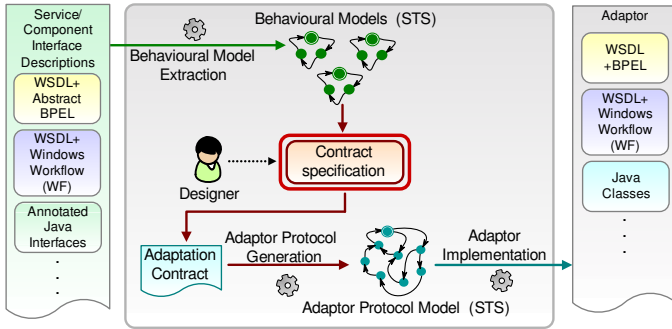 Service/
Component
Interface
Descriptions
WSDL+
Abstract
BPEL
WSDL+
Windows
Workflow
(WF)
Annotated
Java
Interfaces
.
.
.
Behavioural Models (STS)
Behavioural Model
Extraction
Designer
Contract
specification
Adaptation
Contract
Adaptor Protocol
Generation
Adaptor
Implementation
Adaptor Protocol Model (STS)
Adaptor
WSDL
+BPEL
WSDL+
Windows
Workflow
(WF)
Java
Classes
.
.
.